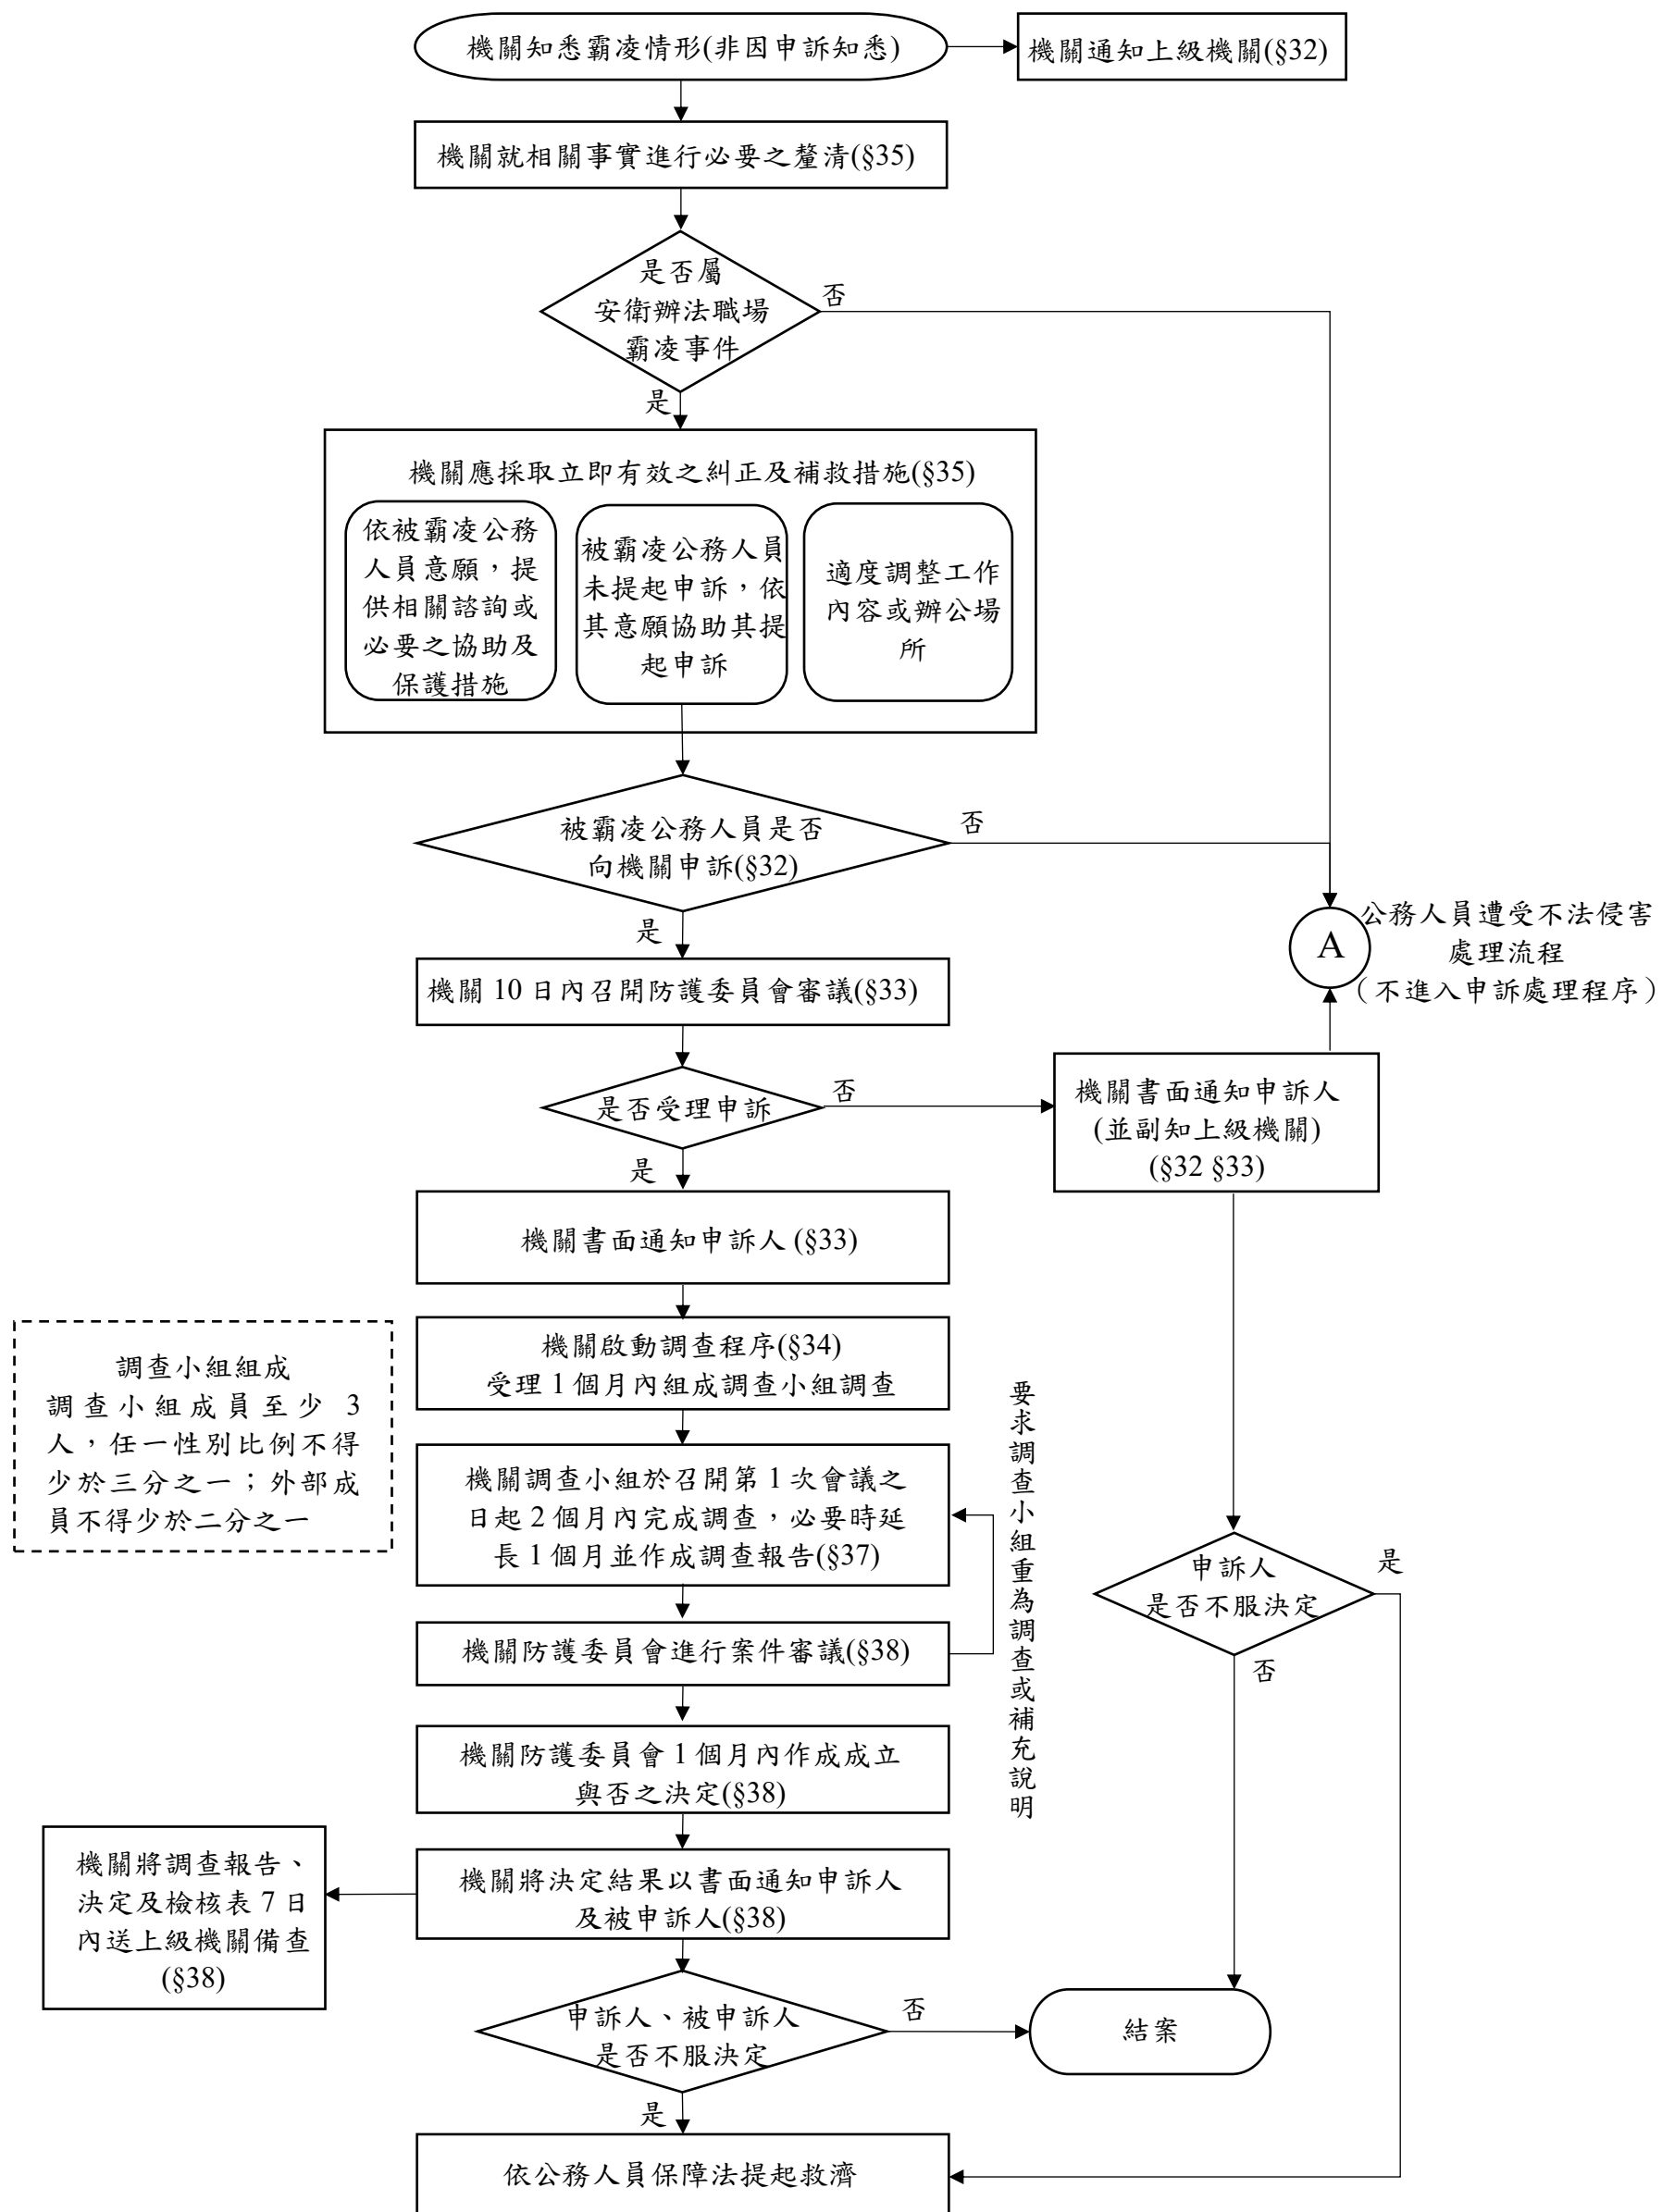 機關知悉霸凌情形(非因申訴知悉)
機關通知上級機關(§32)
機關就相關事實進行必要之釐清(§35)
是否屬
安衛辦法職場
霸凌事件
否
是
機關應採取立即有效之糾正及補救措施(§35)
依被霸凌公務
人員意願，提
供相關諮詢或
必要之協助及
保護措施
被霸凌公務人員
未提起申訴，依
其意願協助其提
起申訴
適度調整工作
內容或辦公場
所
被霸凌公務人員是否
向機關申訴(§32)
否
是
A
公務人員遭受不法侵害
處理流程
（不進入申訴處理程序）
機關 10 日內召開防護委員會審議(§33)
是否受理申訴
否
是
機關書面通知申訴人
(並副知上級機關)
(§32 §33)
機關書面通知申訴人 (§33)
機關啟動調查程序(§34)
受理 1 個月內組成調查小組調查
調查小組組成
調查小組成員至少 3
人，任一性別比例不得
少於三分之一；外部成
員不得少於二分之一
機關調查小組於召開第 1 次會議之
日起 2 個月內完成調查，必要時延
長 1 個月並作成調查報告(§37)
要求調查小組重為調查或補充說明
申訴人
是否不服決定
是
否
機關防護委員會進行案件審議(§38)
機關防護委員會 1 個月內作成成立
與否之決定(§38)
機關將決定結果以書面通知申訴人
及被申訴人(§38)
機關將調查報告、
決定及檢核表 7 日
內送上級機關備查
(§38)
申訴人、被申訴人
是否不服決定
否
是
結案
依公務人員保障法提起救濟